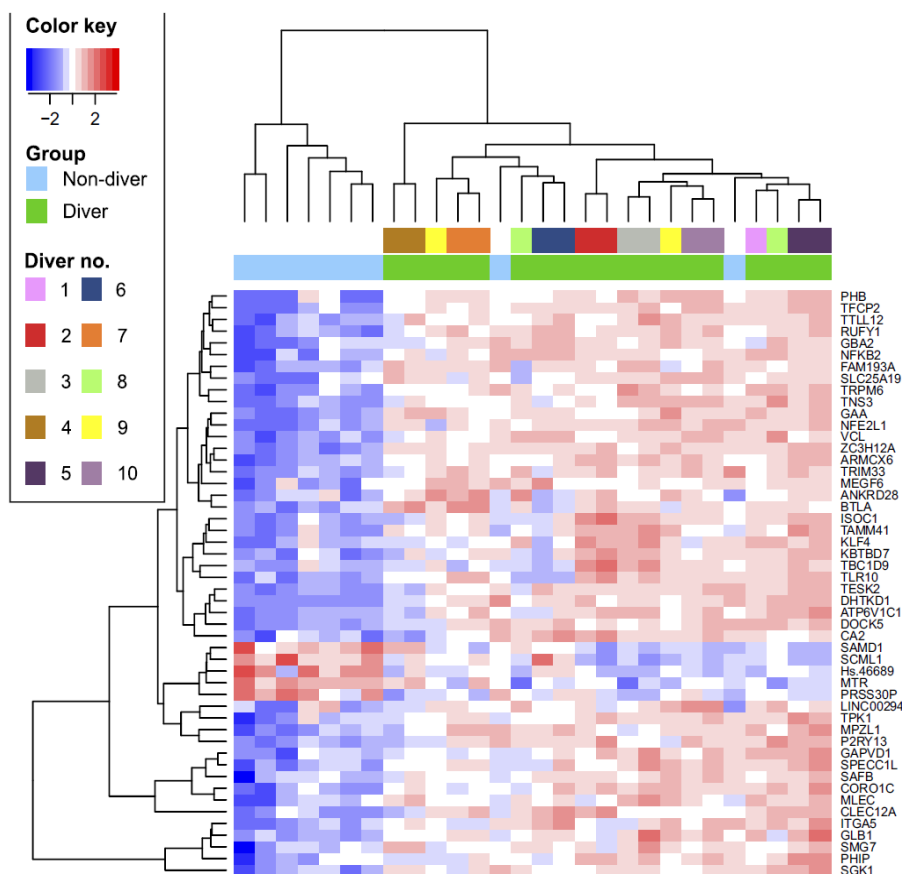 Color key
−2 2
Group
Non-diver
Diver
Diver no.
1 6
2 7
3 8
4 9
5 10
PHB
TFCP2
TTLL12
RUFY1
GBA2
NFKB2
FAM193A
SLC25A19
TRPM6
TNS3
GAA
NFE2L1
VCL
ZC3H12A
ARMCX6
TRIM33
MEGF6
ANKRD28
BTLA
ISOC1
TAMM41
KLF4
KBTBD7
TBC1D9
TLR10
TESK2
DHTKD1
ATP6V1C1
DOCK5
CA2
SAMD1
SCML1
Hs.46689
MTR
PRSS30P
LINC00294
TPK1
MPZL1
P2RY13
GAPVD1
SPECC1L
SAFB
CORO1C
MLEC
CLEC12A
ITGA5
GLB1
SMG7
PHIP
SGK1